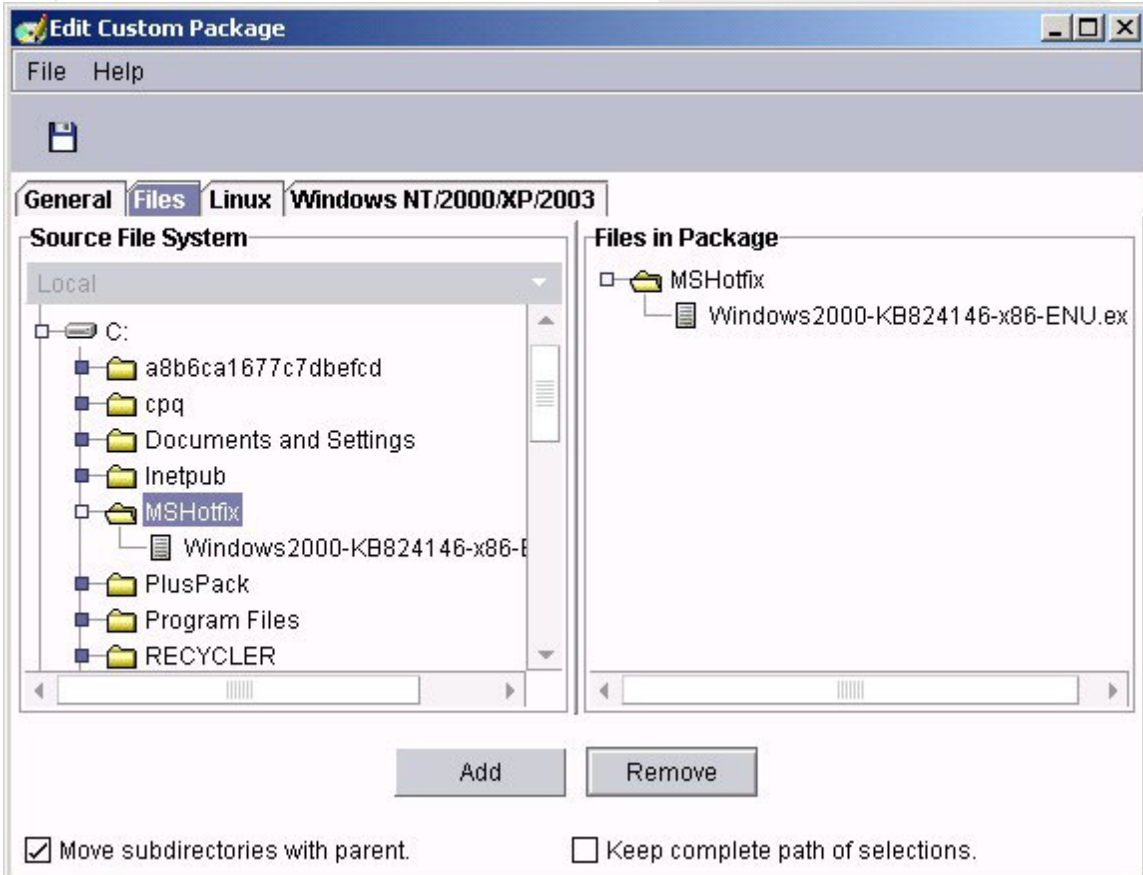 Edit Custom Package
File Help
General Files Linux Windows NT/2000/XP/2003
Source File System
Local
C:
a8b6ca1677c7dbefcd
cpq
Documents and Settings
Inetpub
MSHotfix
Windows2000-KB824146-x86-E
PlusPack
Program Files
RECYCLER
Files in Package
MSHotfix
Windows2000-KB824146-x86-ENU.ex
Add Remove
Move subdirectories with parent. Keep complete path of selections.